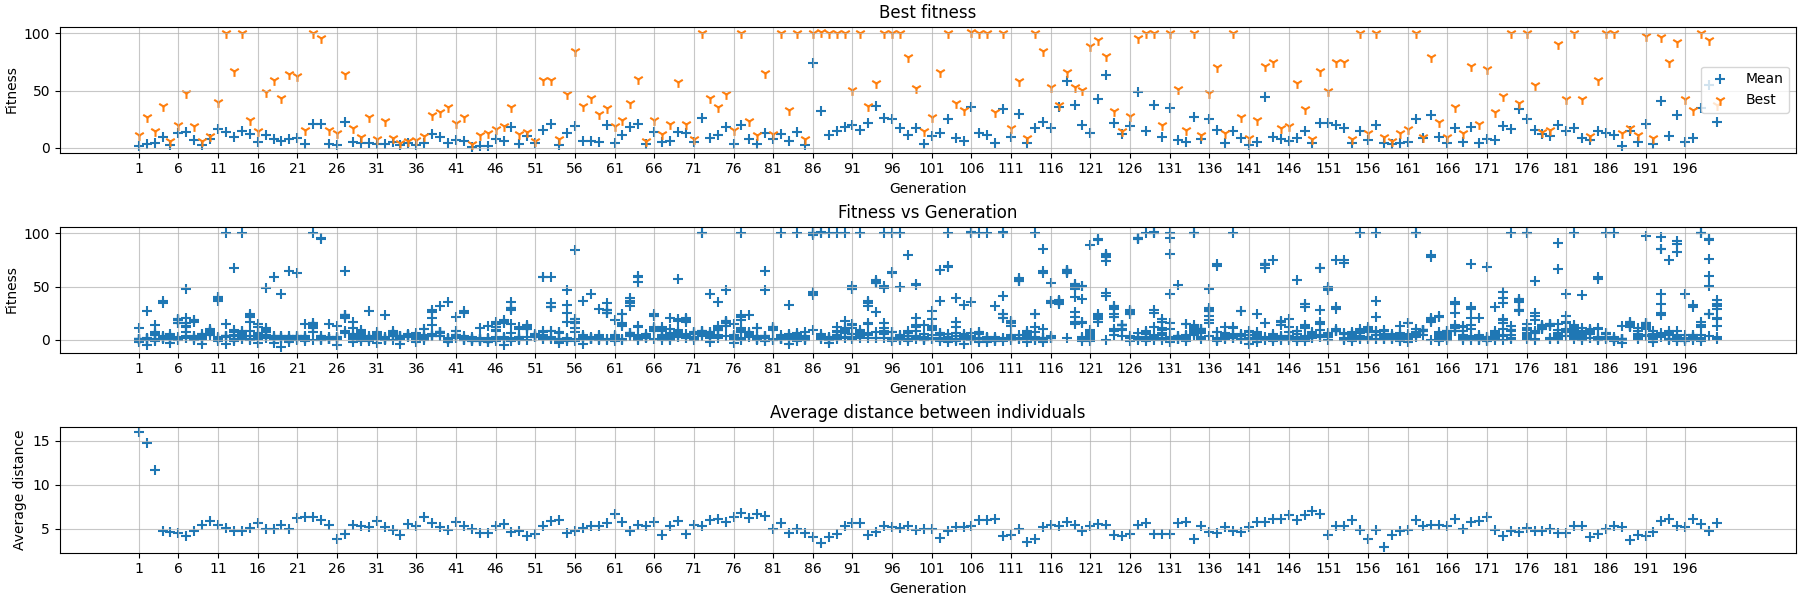 Best fitness
100
50
0
Fitness
Mean
Best
1 6 11 16 21 26 31 36 41 46 51 56 61 66 71 76 81 86 91 96 101 106 111 116 121 126 131 136 141 146 151 156 161 166 171 176 181 186 191 196
Generation
Fitness vs Generation
100
50
0
Fitness
1 6 11 16 21 26 31 36 41 46 51 56 61 66 71 76 81 86 91 96 101 106 111 116 121 126 131 136 141 146 151 156 161 166 171 176 181 186 191 196
Generation
Average distance between individuals
15
10
5
Average distance
1 6 11 16 21 26 31 36 41 46 51 56 61 66 71 76 81 86 91 96 101 106 111 116 121 126 131 136 141 146 151 156 161 166 171 176 181 186 191 196
Generation